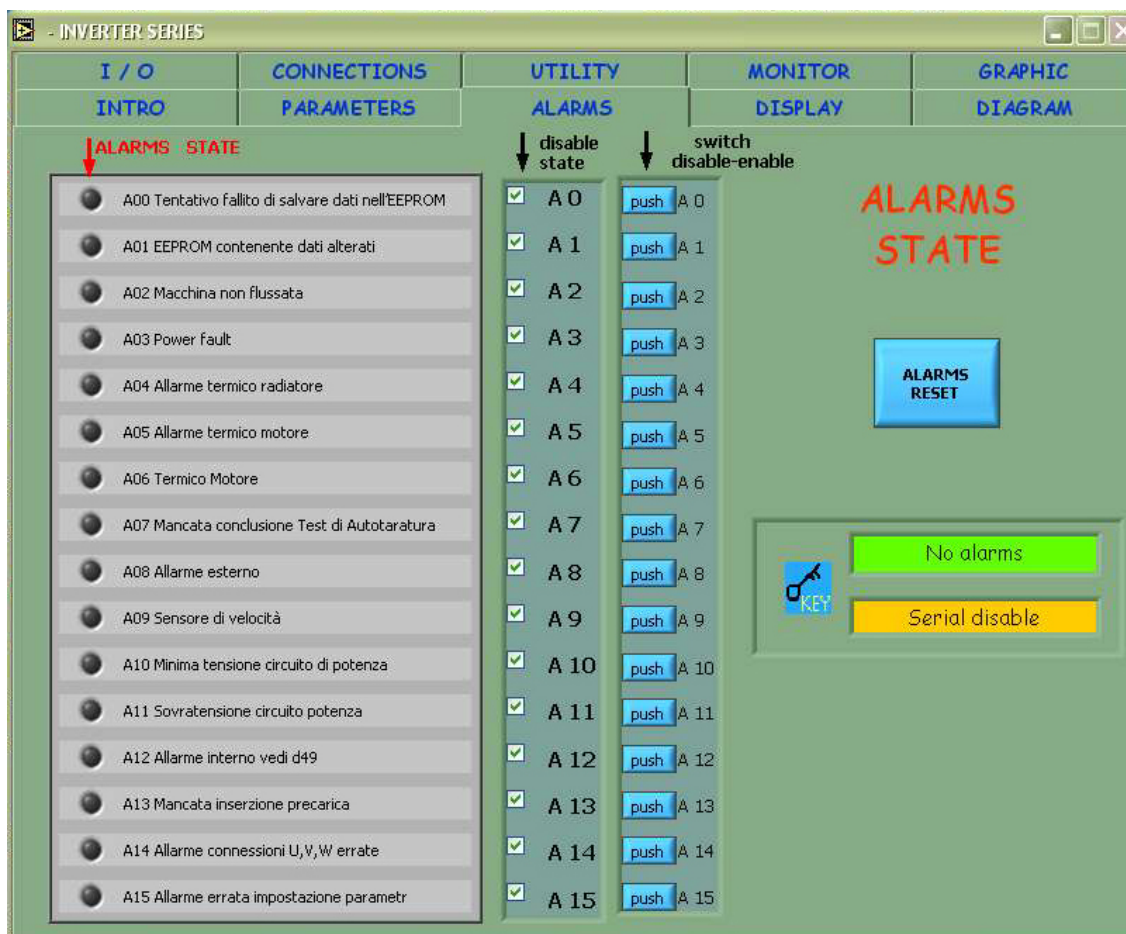 - INVERTER SERIES
I / O CONNECTIONS UTILITY MONITOR GRAPHIC
INTRO PARAMETERS ALARMS DISPLAY DIAGRAM
ALARMS STATE
disable state
switch disable-enable
A00 Tentativo fallito di salvare dati nell'EEPROM A 0 push A 0
A01 EEPROM contenente dati alterati A 1 push A 1
A02 Macchina non flussata A 2 push A 2
A03 Power fault A 3 push A 3
A04 Allarme termico radiatore A 4 push A 4
A05 Allarme termico motore A 5 push A 5
A06 Termico Motore A 6 push A 6
A07 Mancata conclusione Test di Autotaratura A 7 push A 7
A08 Allarme esterno A 8 push A 8
A09 Sensore di velocità A 9 push A 9
A10 Minima tensione circuito di potenza A 10 push A 10
A11 Sovratensione circuito potenza A 11 push A 11
A12 Allarme interno vedi d49 A 12 push A 12
A13 Mancata inserzione precarica A 13 push A 13
A14 Allarme connessioni U,V,W errate A 14 push A 14
A15 Allarme errata impostazione parametr A 15 push A 15
ALARMS
STATE
ALARMS
RESET
KEY
No alarms
Serial disable